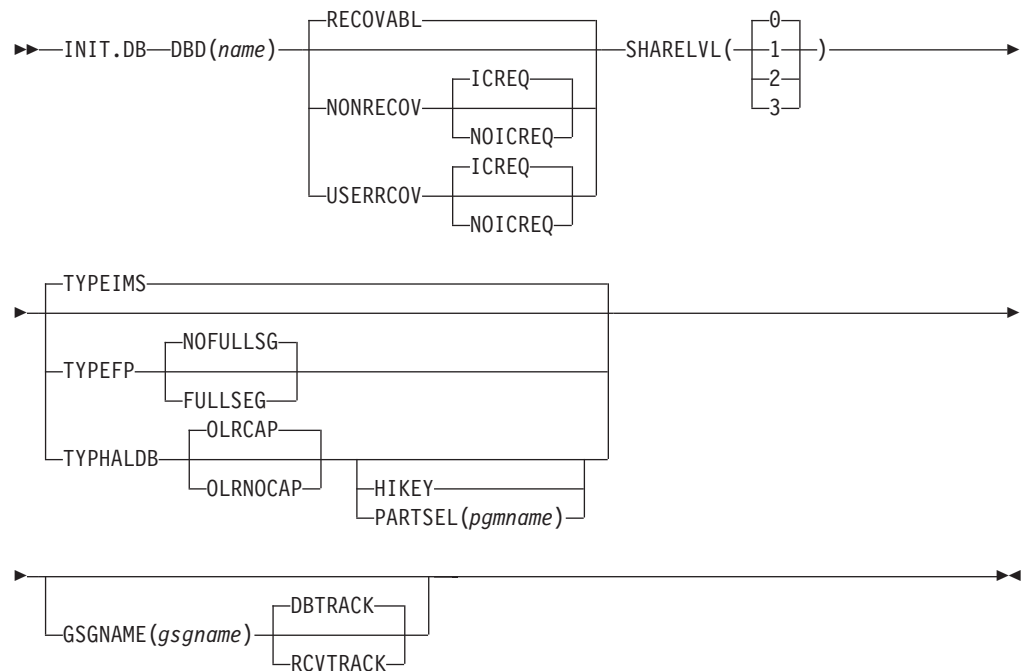 RECOVABL
INIT.DB DBD(name) SHARELVL( 0 )
1
2
3
NONRECOV ICREQ
NOICREQ
USERRCOV ICREQ
NOICREQ
TYPEIMS
TYPEFP NOFULLSG
FULLSEG
TYPHALDB OLRCAP
OLRNOCAP
HIKEY
PARTSEL(pgmname)
GSGNAME(gsgname) DBTRACK
RCVTRACK